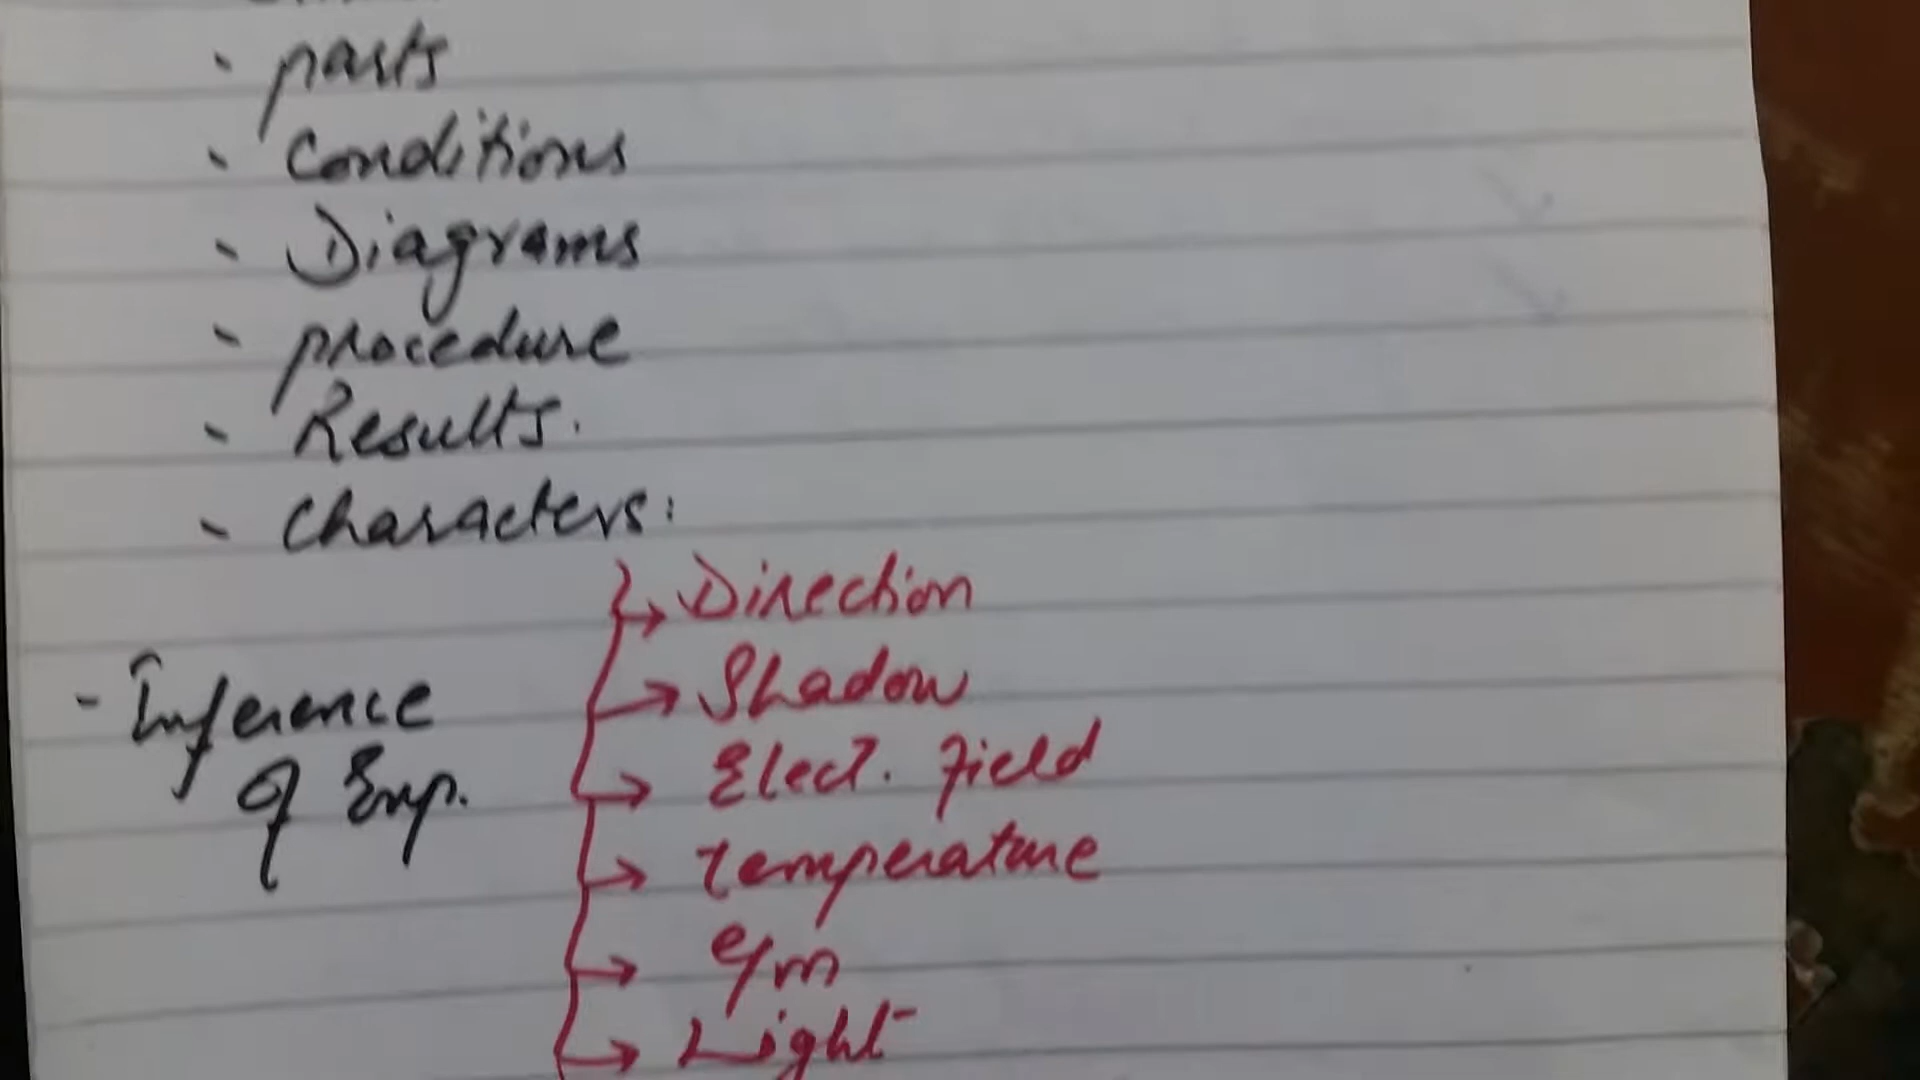 - parts
- Conditions
- Diagrams
- procedure
- Results.
- Characters:
→ Direction
→ Shadow
- Inference of Exp.
→ Elect. Field
→ Temperature
→ e/m
→ Light